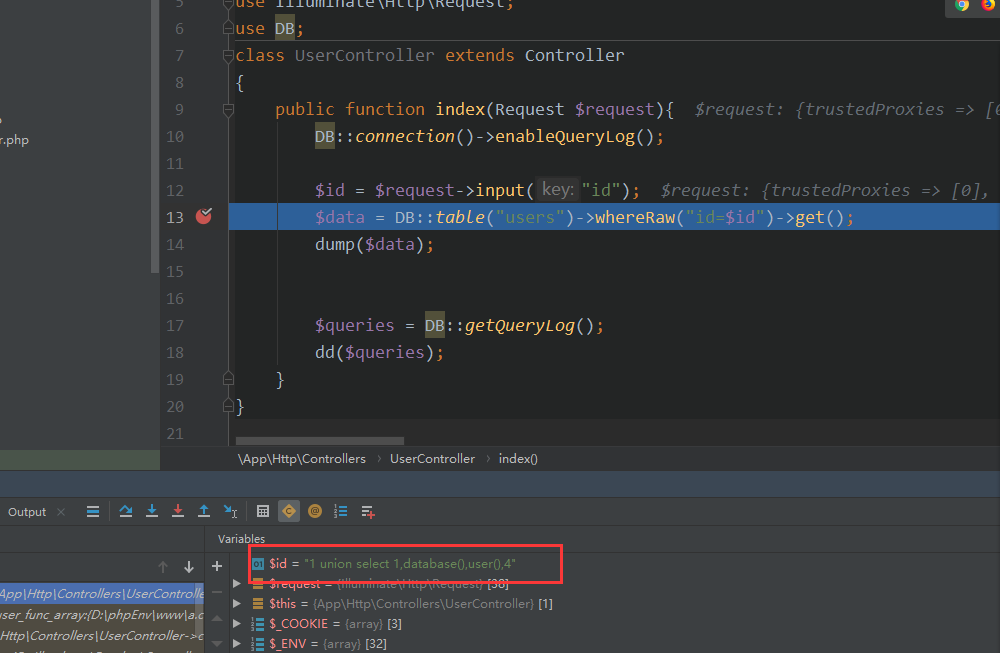 5 use Illuminate\Http\Request;
6 use DB;
7 class UserController extends Controller
8 {
9 public function index(Request $request){ $request: {trustedProxies => [0
10 DB::connection()->enableQueryLog();
11
r.php
12 $id = $request->input( key: "id"); $request: {trustedProxies => [0],
13 $data = DB::table("users")->whereRaw("id=$id")->get();
14 dump($data);
15
16
17 $queries = DB::getQueryLog();
18 dd($queries);
19 }
20 }
21
\App\Http\Controllers › UserController › index()
Output ×
Variables
$id = "1 union select 1,database(),user(),4"
$request = {Illuminate\Http\Request} [38]
$this = {App\Http\Controllers\UserController} [1]
$_COOKIE = {array} [3]
$_ENV = {array} [32]
App\Http\Controllers\UserControlle
user_func_array:{D:\phpEnv\www\a.c
Http\Controllers\UserController->c